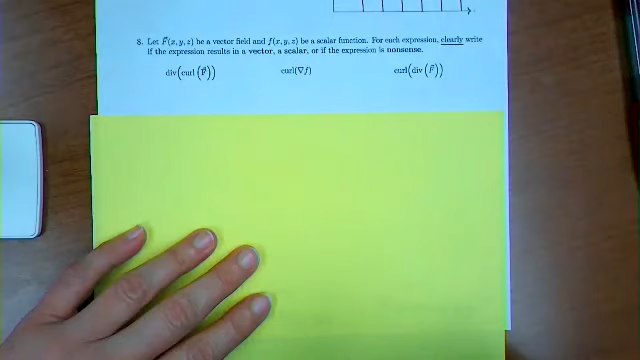 8. Let F⃗(x, y, z) be a vector field and f(x, y, z) be a scalar function. For each expression, clearly write
if the expression results in a vector, a scalar, or if the expression is nonsense.
div(curl (F⃗)) curl(∇f) curl(div (F⃗))